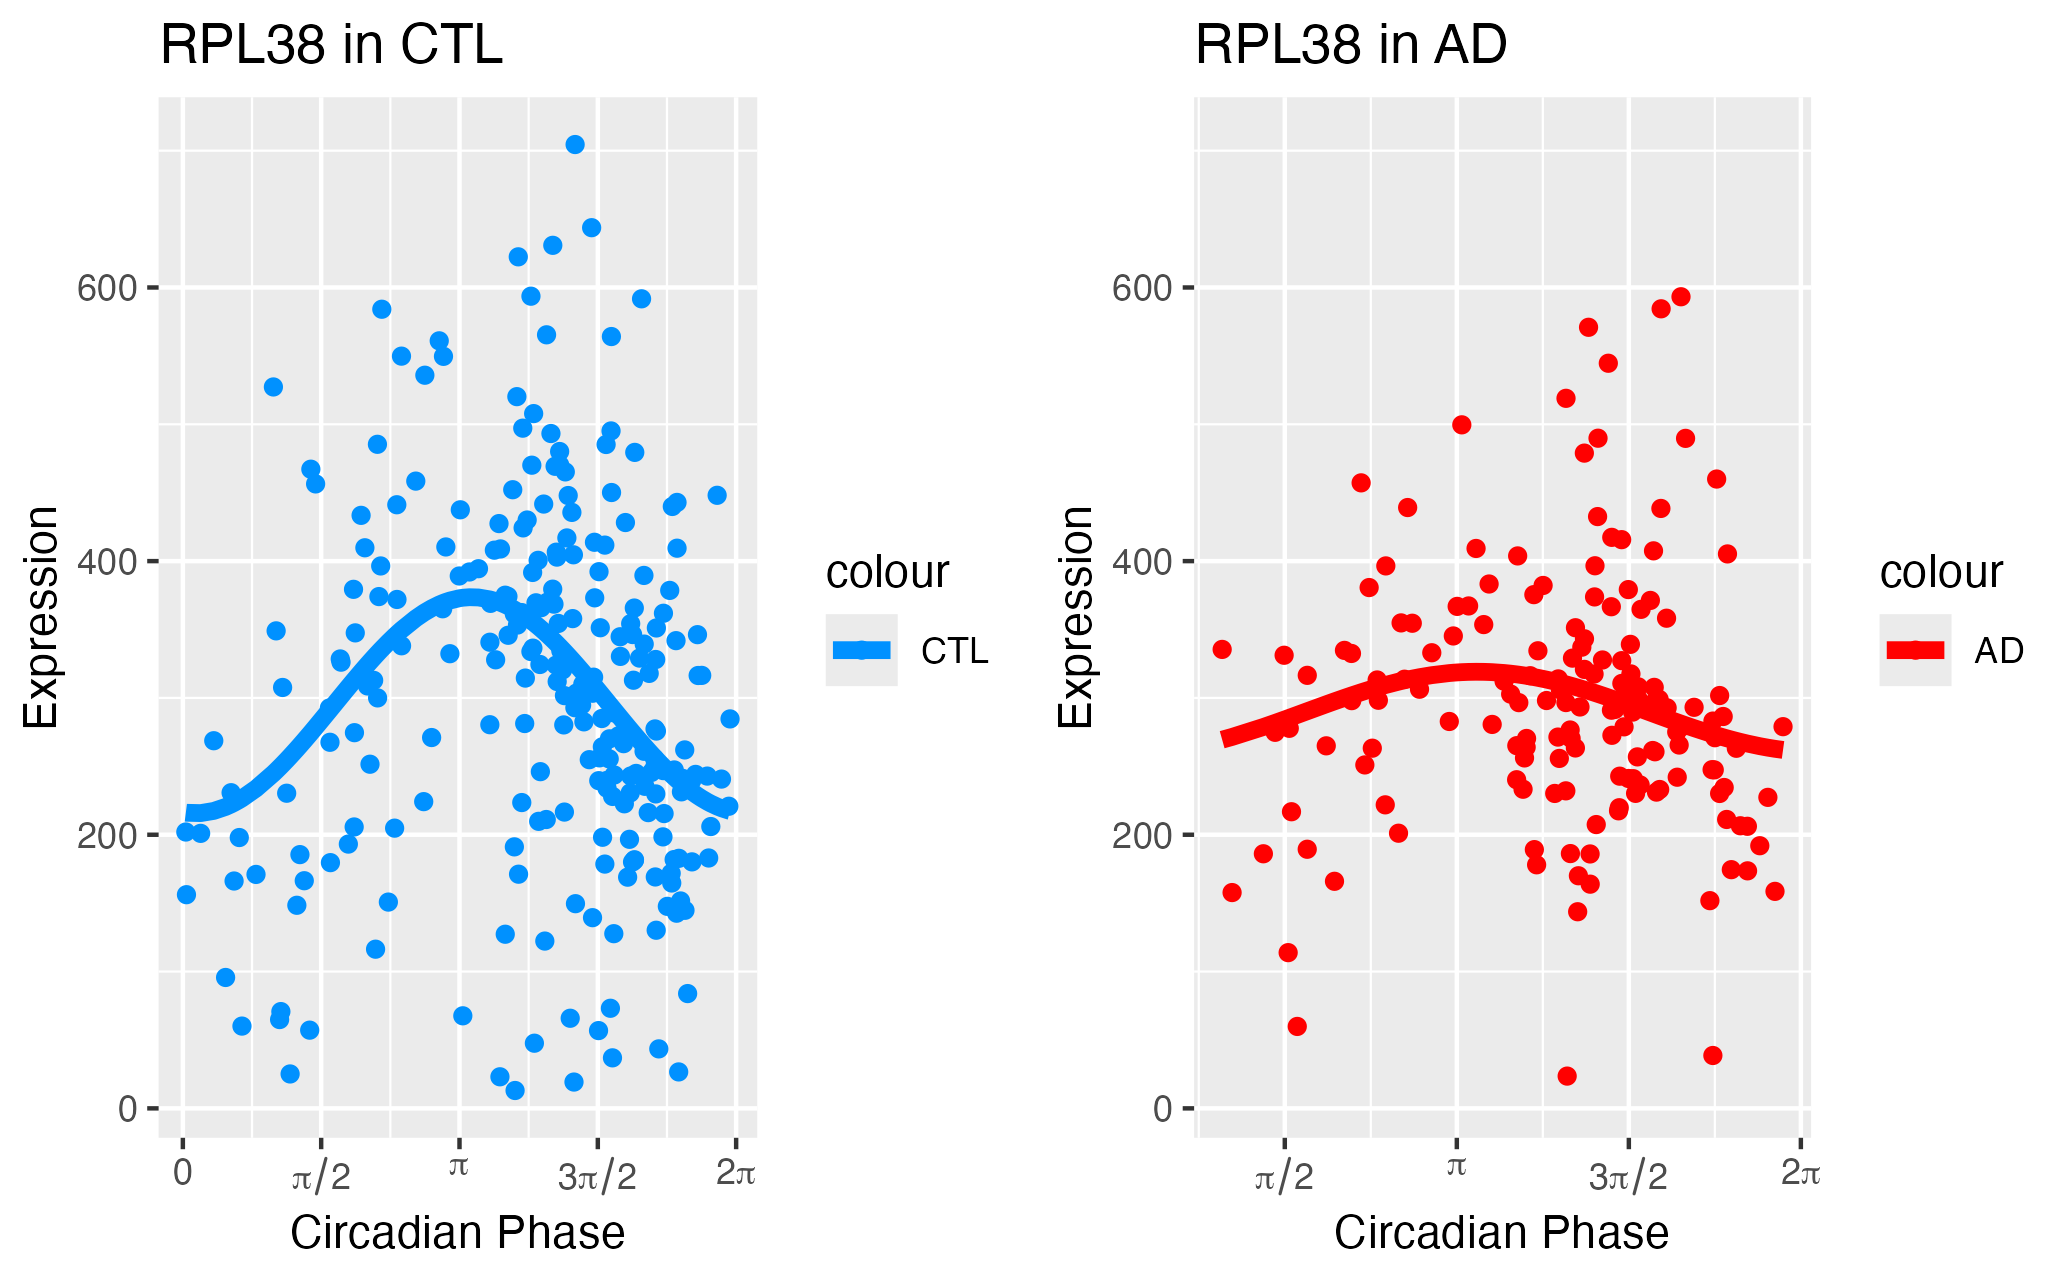 RPL38 in CTL
Expression
600
400
200
0
0 π/2 π 3π/2 2π
Circadian Phase
colour
CTL
RPL38 in AD
Expression
600
400
200
0
π/2 π 3π/2 2π
Circadian Phase
colour
AD